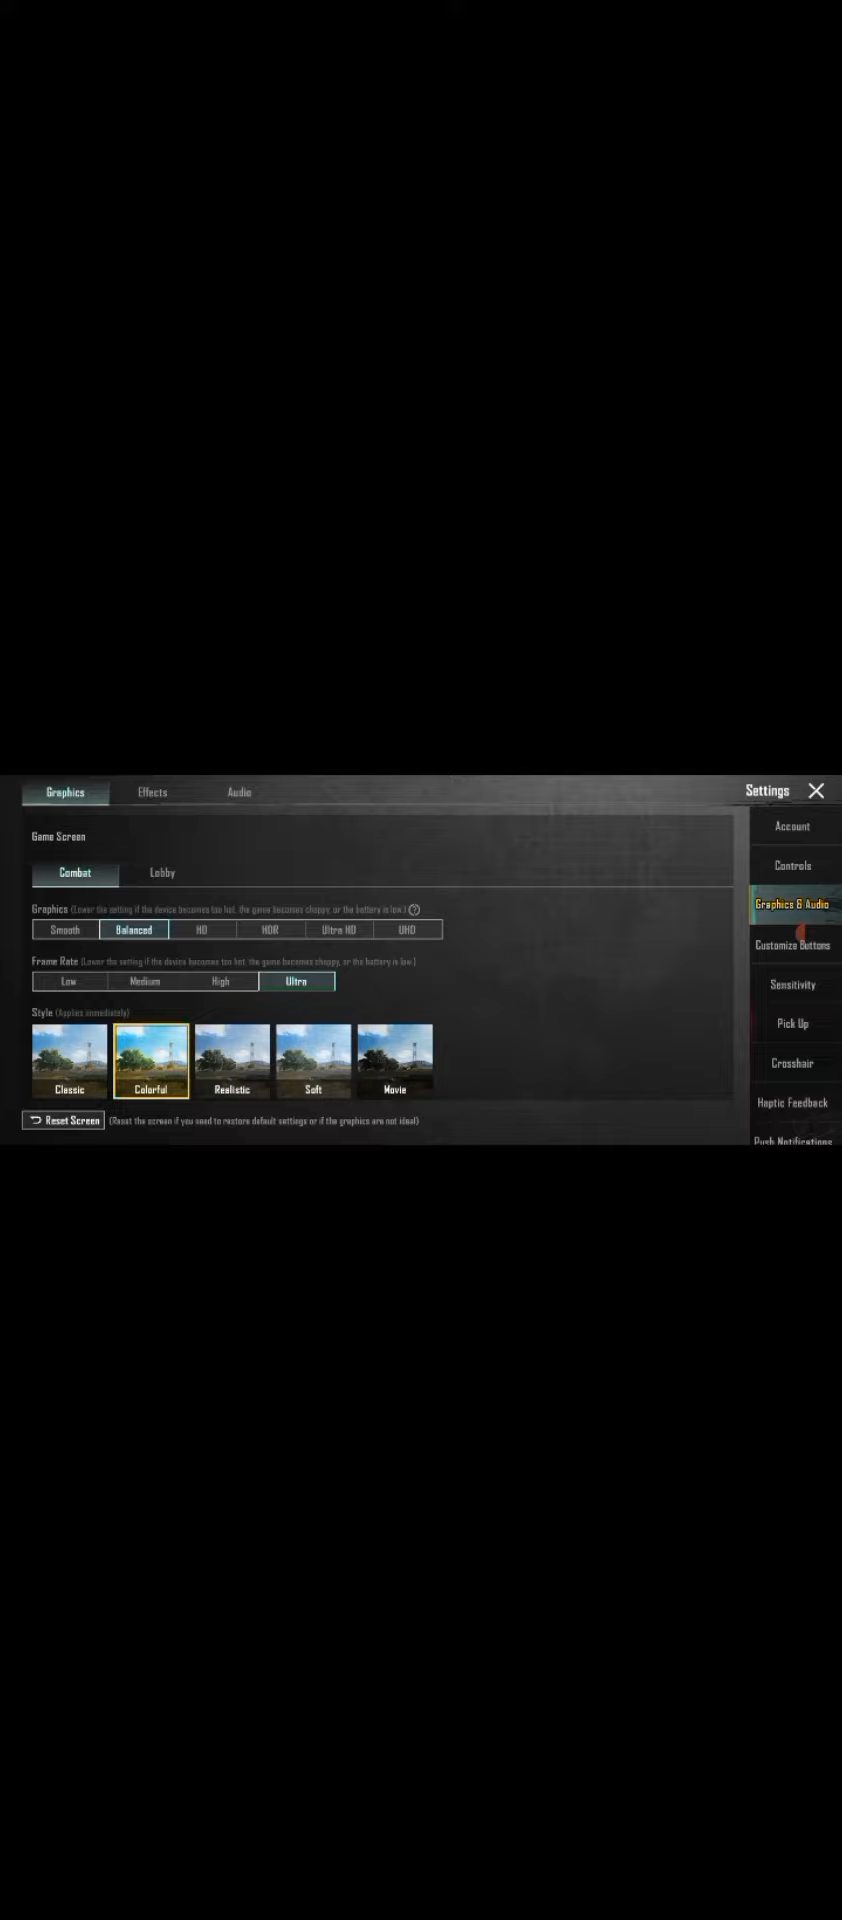 Graphics Effects Audio
Settings
Game Screen
Account
Combat Lobby
Controls
Graphics (Lower the setting if the device becomes too hot, the game becomes choppy, or the battery is low.)
Graphics & Audio
Smooth Balanced HD HDR Ultra HD UHD
Customize Buttons
Frame Rate (Lower the setting if the device becomes too hot, the game becomes choppy, or the battery is low.)
Low Medium High Ultra
Sensitivity
Style (Applies immediately)
Pick Up
Crosshair
Classic Colorful Realistic Soft Movie
Haptic Feedback
Reset Screen (Reset the screen if you need to restore default settings or if the graphics are not ideal)
Push Notifications